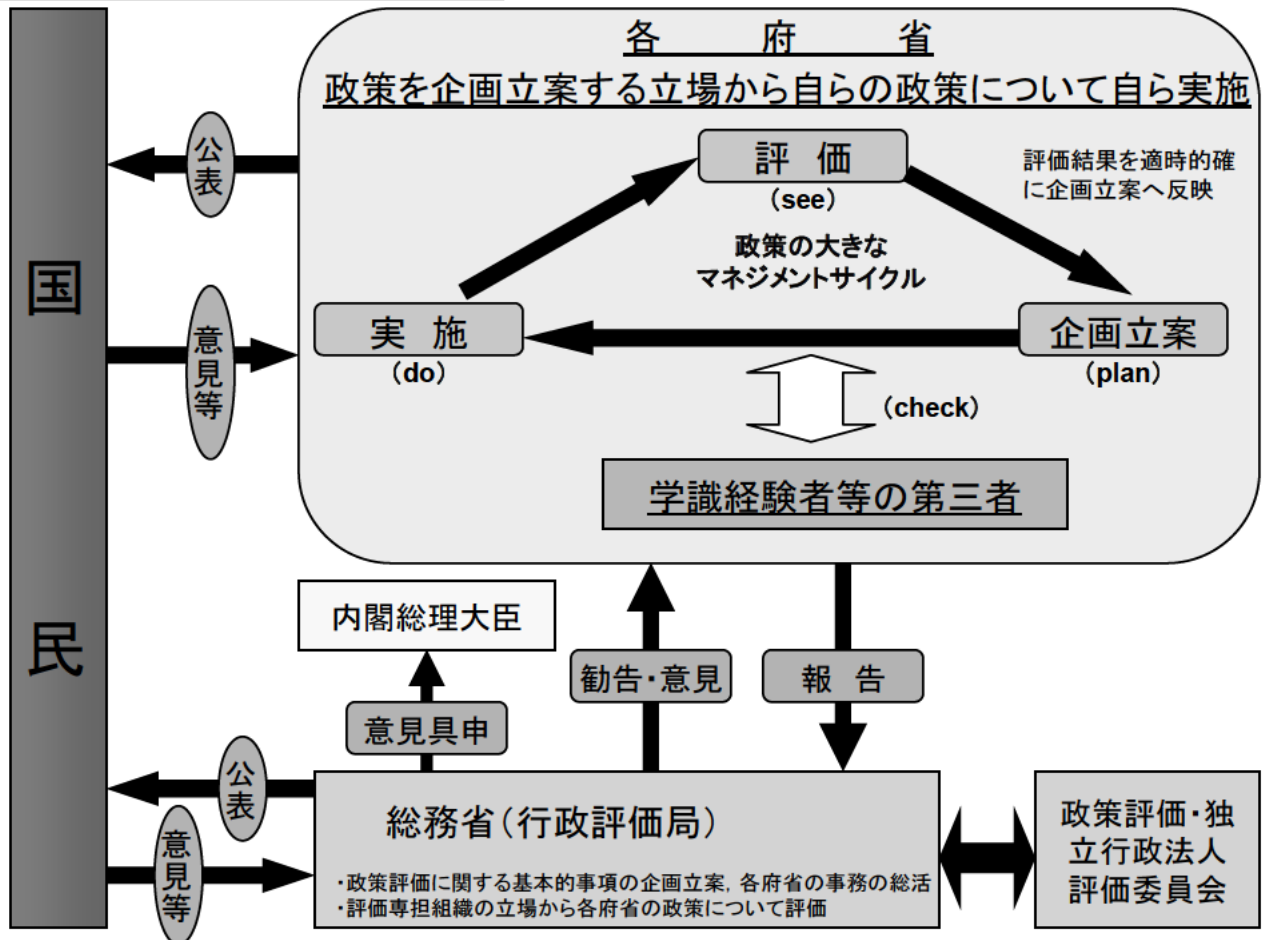 各府省
政策を企画立案する立場から自らの政策について自ら実施
公表
評価
(see)
評価結果を適時的確
に企画立案へ反映
政策の大きな
マネジメントサイクル
国民
意見等
実施
(do)
企画立案
(plan)
(check)
学識経験者等の第三者
内閣総理大臣
勧告・意見
報告
意見具申
公表
意見等
総務省(行政評価局)
・政策評価に関する基本的事項の企画立案,各府省の事務の総活
・評価専担組織の立場から各府省の政策について評価
政策評価・独
立行政法人
評価委員会